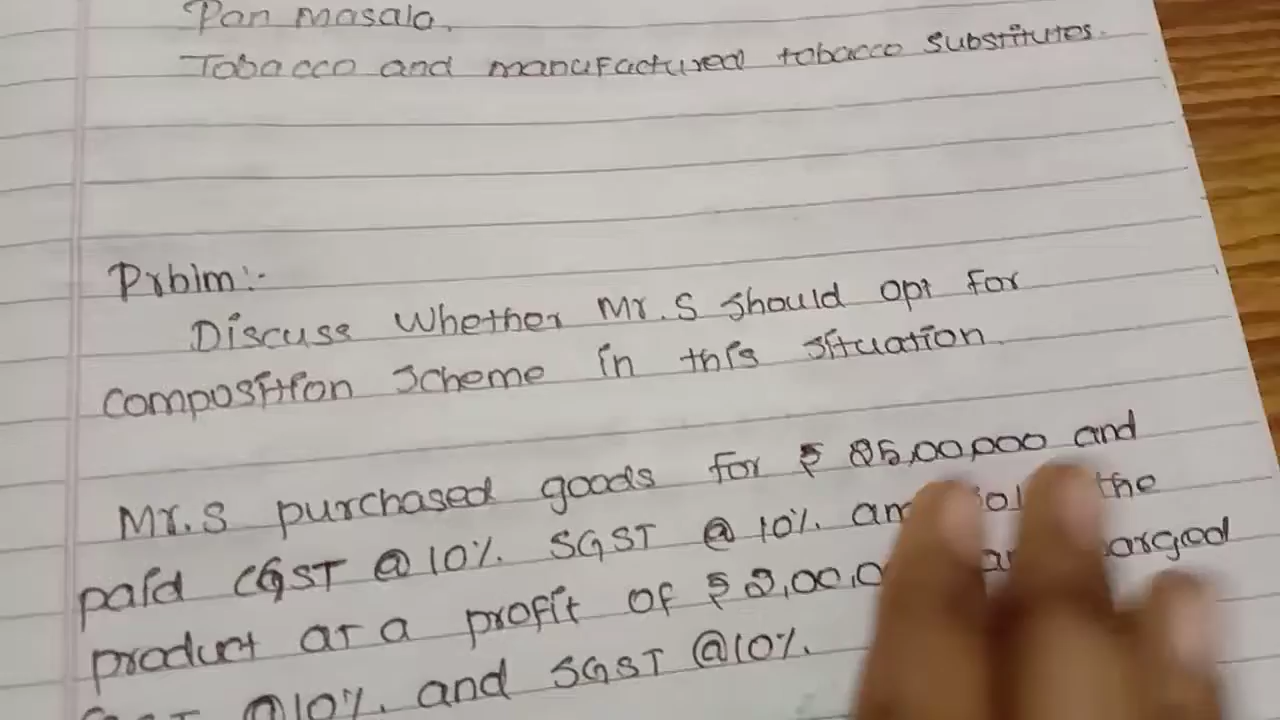 Pan masala.
Tobacco and manufactured tobacco substitutes.
Prblm:-
Discuss Whether Mr.S should opt for
composition scheme in this situation.
Mr.S purchased goods for ₹ 85,00,000 and
paid CGST @ 10%. SGST @ 10%. the
product at a profit of ₹
@10%. and SGST @10%.